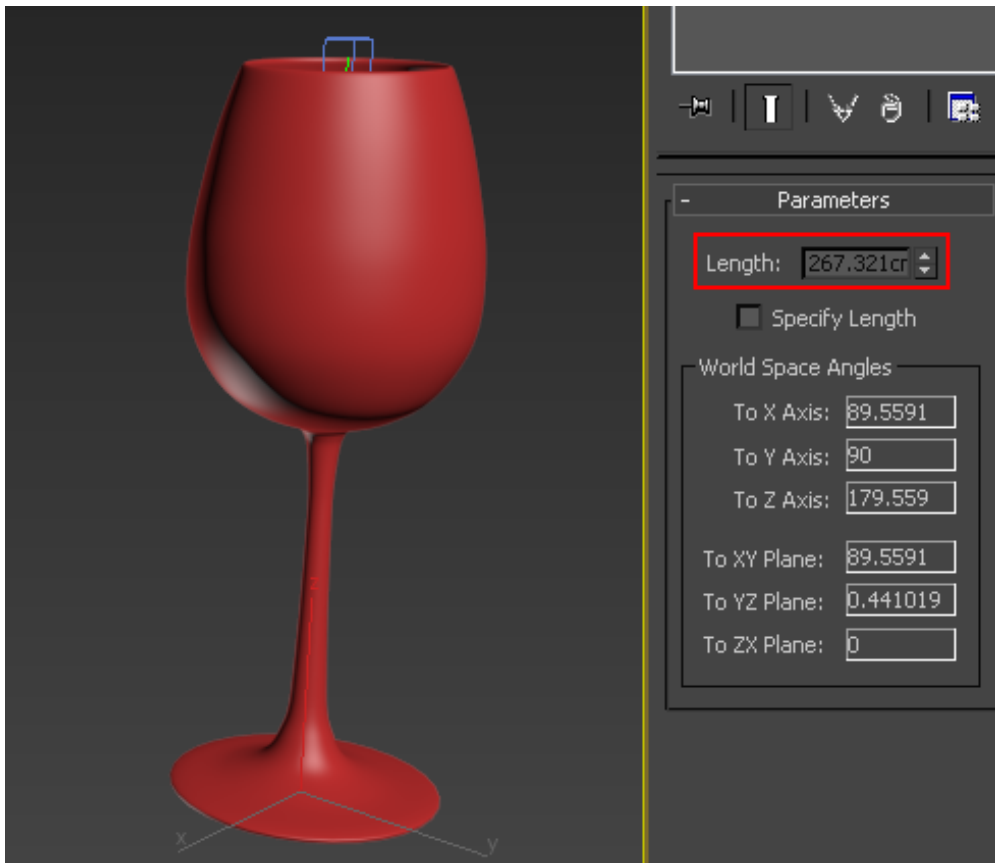 - Parameters
Length: 267.321cr
Specify Length
World Space Angles
To X Axis: 89.5591
To Y Axis: 90
To Z Axis: 179.559
To XY Plane: 89.5591
To YZ Plane: 0.441019
To ZX Plane: 0
z
x
y